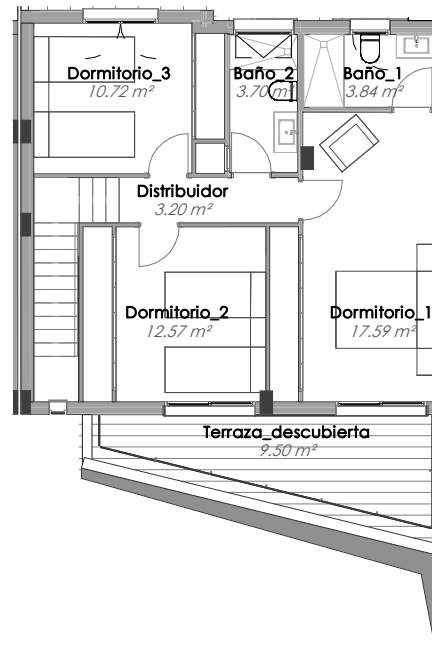 Dormitorio_3
10.72 m²
Baño_2
3.70 m²
Baño_1
3.84 m²
Distribuidor
3.20 m²
Dormitorio_2
12.57 m²
Dormitorio_1
17.59 m²
Terraza_descubierta
9.50 m²